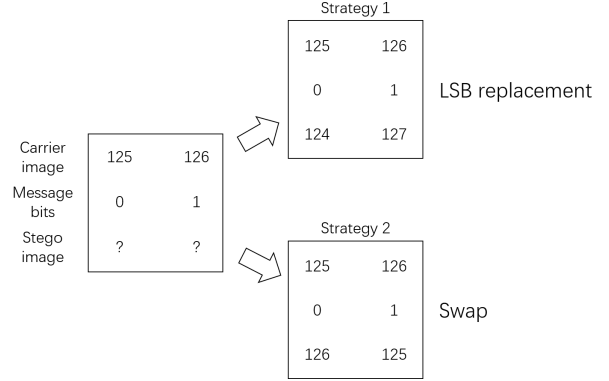 Strategy 1
125 126
0 1
124 127
LSB replacement
Carrier
image
125 126
Message
bits
0 1
Stego
image
? ?
Strategy 2
125 126
0 1
126 125
Swap